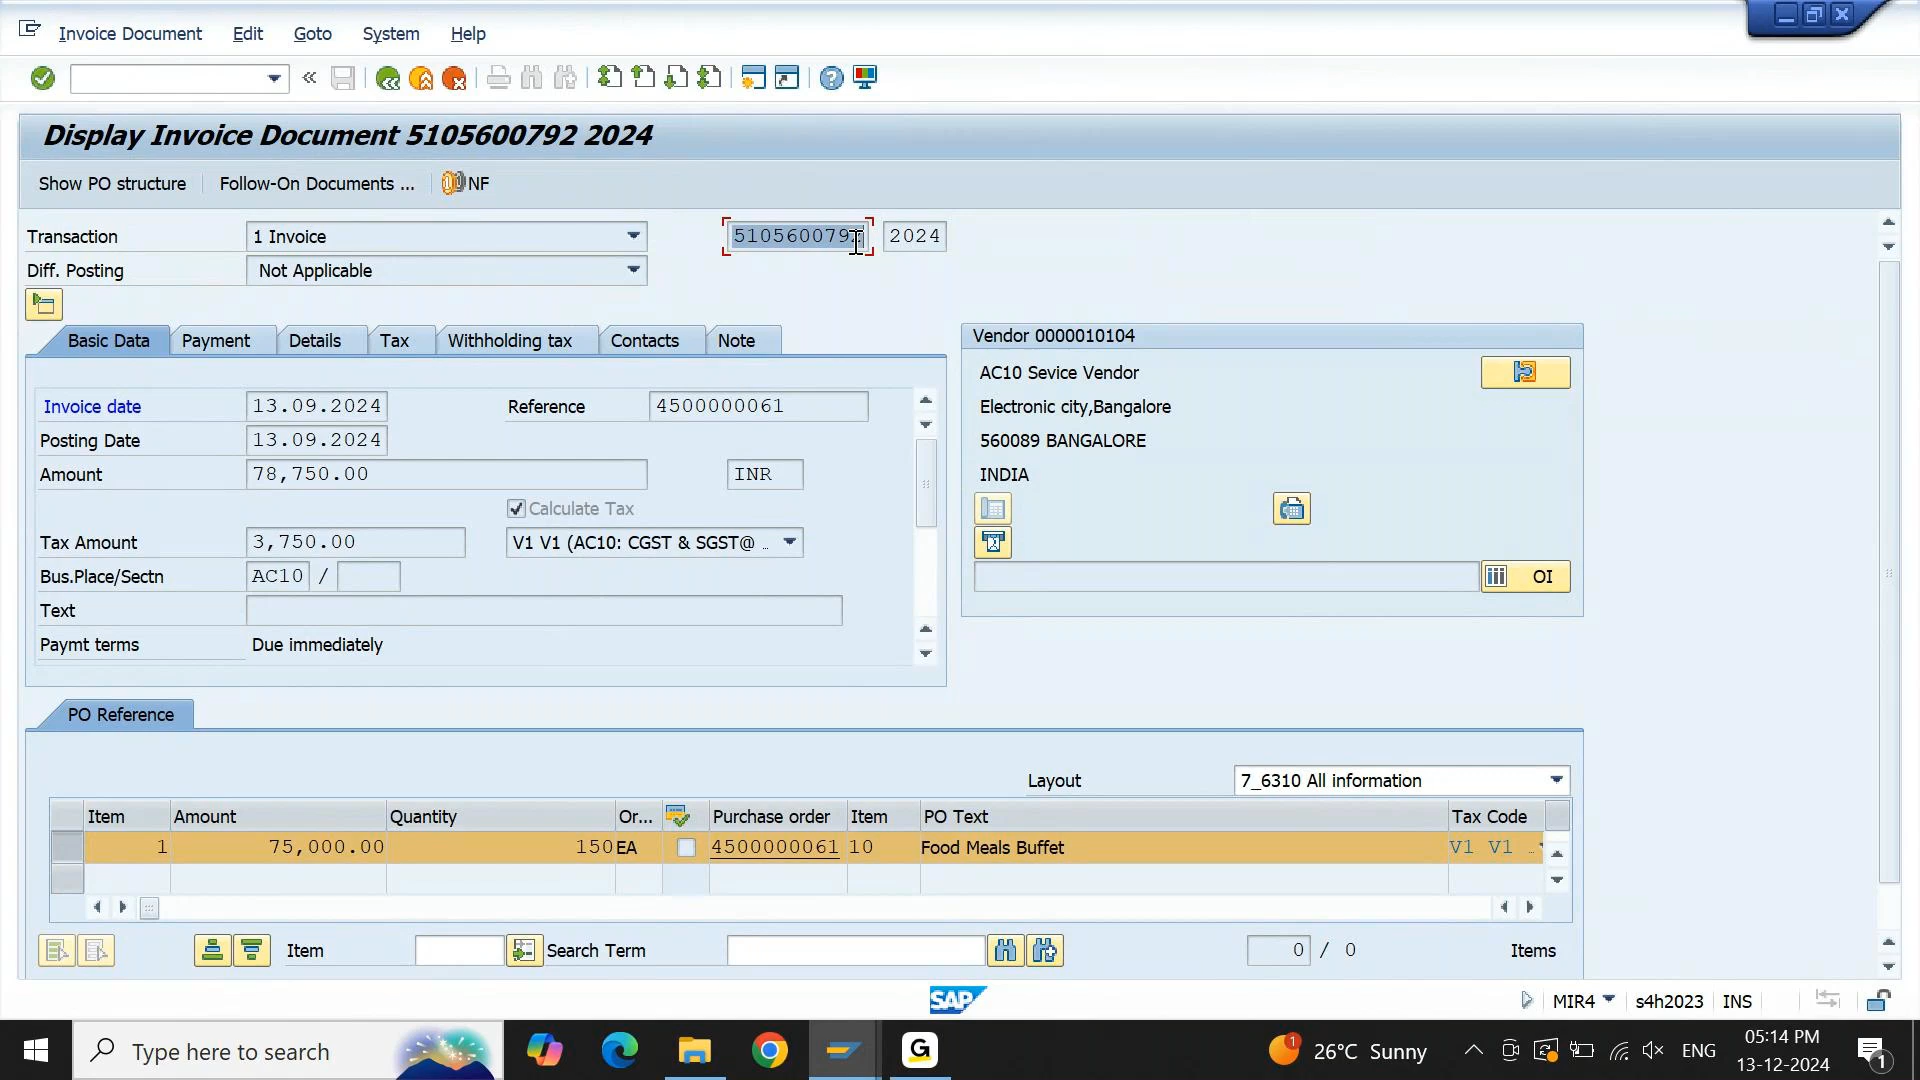 Invoice Document Edit Goto System Help
Display Invoice Document 5105600792 2024
Show PO structure Follow-On Documents ... NF
Transaction 1 Invoice 5105600792 2024
Diff. Posting Not Applicable
Basic Data Payment Details Tax Withholding tax Contacts Note
Vendor 0000010104
Invoice date 13.09.2024 Reference 4500000061
Posting Date 13.09.2024
Amount 78,750.00 INR
Calculate Tax
Tax Amount 3,750.00 V1 V1 (AC10: CGST & SGST@ ..
Bus.Place/Sectn AC10 /
Text
Paymt terms Due immediately
AC10 Sevice Vendor
Electronic city,Bangalore
560089 BANGALORE
INDIA
OI
PO Reference
Layout 7_6310 All information
Item Amount Quantity Or... Purchase order Item PO Text Tax Code
1 75,000.00 150 EA 4500000061 10 Food Meals Buffet V1 V1 ..
Item Search Term 0 / 0 Items
SAP
MIR4 s4h2023 INS
Type here to search
1
26°C Sunny
ENG
05:14 PM
13-12-2024
1